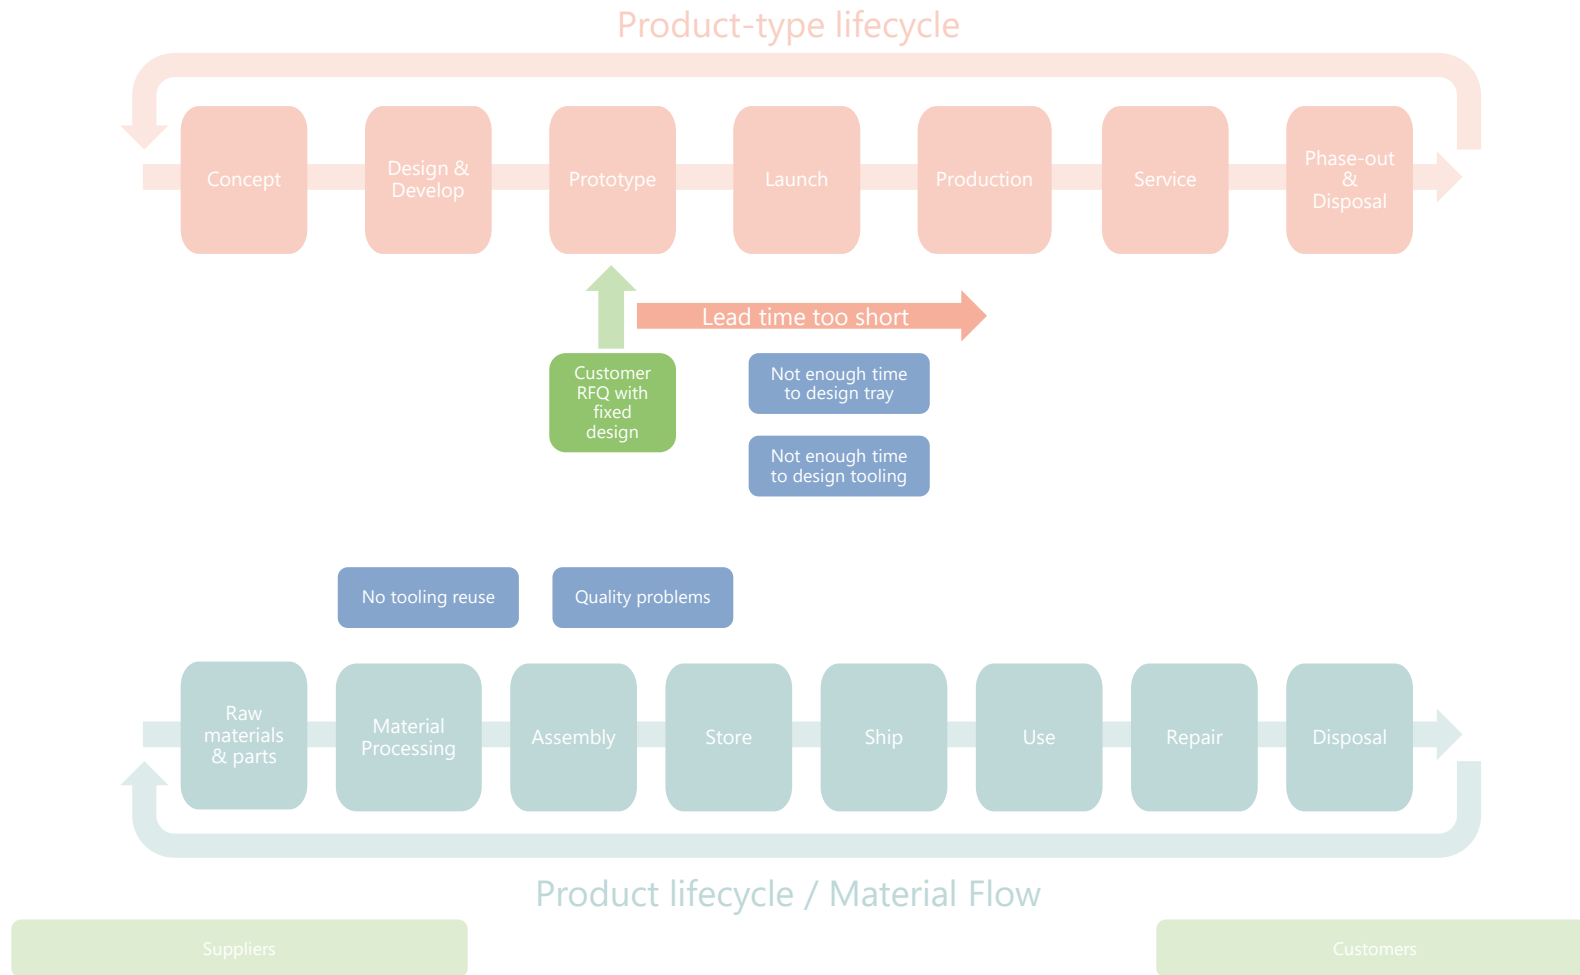 Product-type lifecycle
Concept
Design &
Develop
Prototype
Launch
Production
Service
Phase-out
&
Disposal
Lead time too short
Customer
RFQ with
fixed
design
Not enough time
to design tray
Not enough time
to design tooling
No tooling reuse
Quality problems
Raw
materials
& parts
Material
Processing
Assembly
Store
Ship
Use
Repair
Disposal
Product lifecycle / Material Flow
Suppliers
Customers